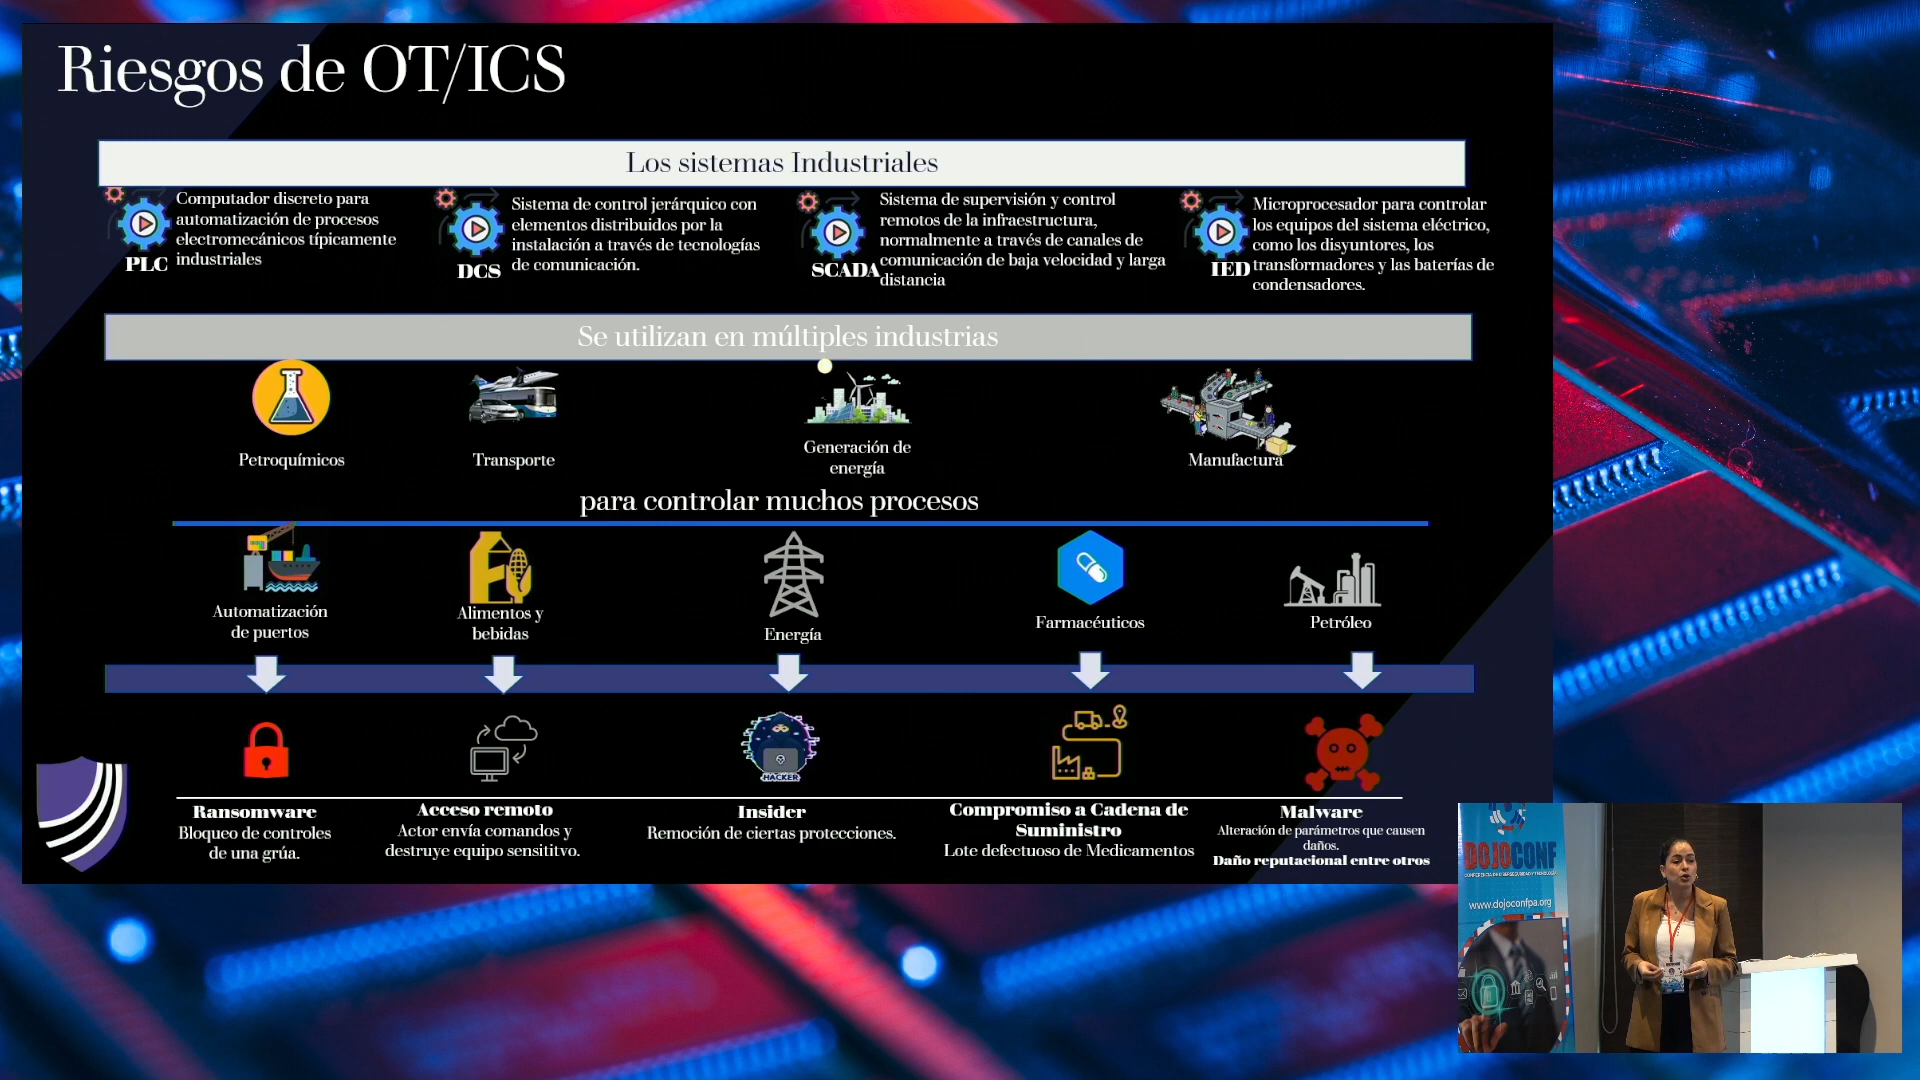 Riesgos de OT/ICS
Los sistemas Industriales
Computador discreto para
automatización de procesos
electromecánicos típicamente
industriales
PLC
Sistema de control jerárquico con
elementos distribuidos por la
instalación a través de tecnologías
de comunicación.
DCS
Sistema de supervisión y control
remotos de la infraestructura,
normalmente a través de canales de
comunicación de baja velocidad y larga
distancia
SCADA
Microprocesador para controlar
los equipos del sistema eléctrico,
como los disyuntores, los
transformadores y las baterías de
condensadores.
IED
Se utilizan en múltiples industrias
Petroquímicos
Transporte
Generación de
energía
Manufactura
para controlar muchos procesos
Automatización
de puertos
Alimentos y
bebidas
Energía
Farmacéuticos
Petróleo
HACKER
Ransomware
Bloqueo de controles
de una grúa.
Acceso remoto
Actor envía comandos y
destruye equipo sensititvo.
Insider
Remoción de ciertas protecciones.
Compromiso a Cadena de
Suministro
Lote defectuoso de Medicamentos
Malware
Alteración de parámetros que causen
daños.
Daño reputacional entre otros
DOJOCONF
CONFERENCIA DE CIBERSEGURIDAD Y TECNOLOGÍA
www.dojoconfpa.org